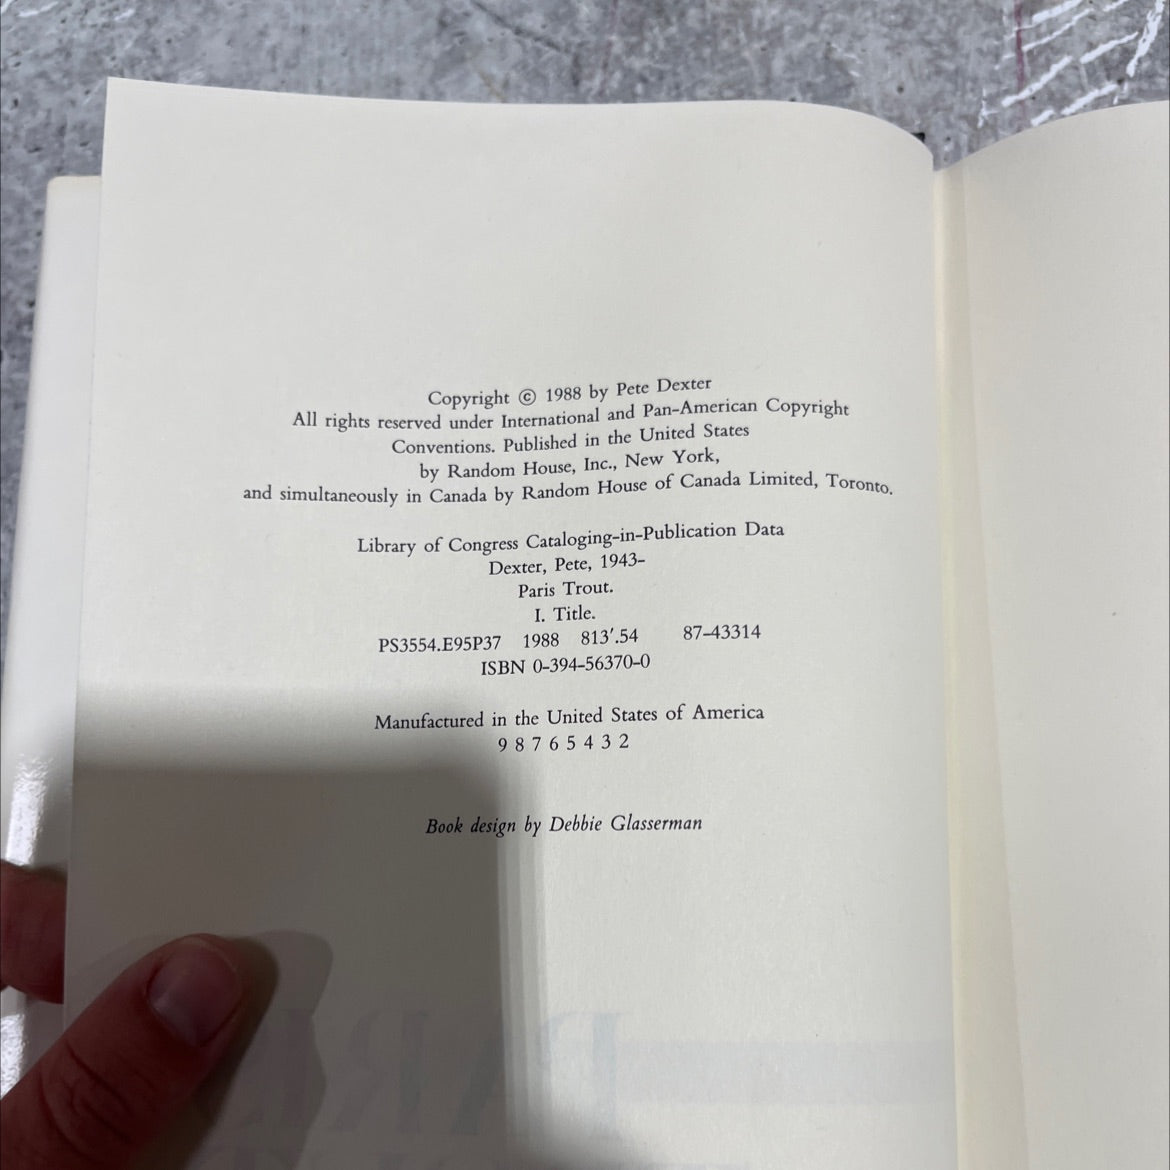 Copyright © 1988 by Pete Dexter
All rights reserved under International and Pan-American Copyright
Conventions. Published in the United States
by Random House, Inc., New York,
and simultaneously in Canada by Random House of Canada Limited, Toronto.
Library of Congress Cataloging-in-Publication Data
Dexter, Pete, 1943–
Paris Trout.
I. Title.
PS3554.E95P37 1988 813′.54 87–43314
ISBN 0–394–56370–0
Manufactured in the United States of America
9 8 7 6 5 4 3 2
Book design by Debbie Glasserman